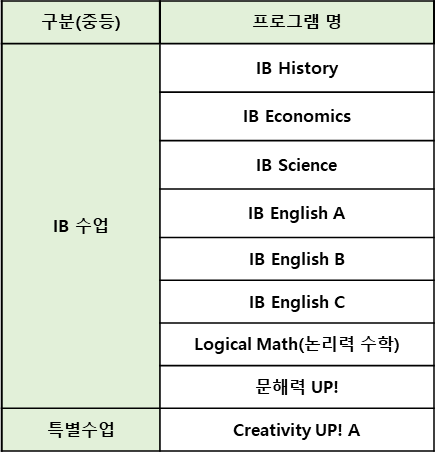 구분(중등)
프로그램 명
IB 수업
IB History
IB Economics
IB Science
IB English A
IB English B
IB English C
Logical Math(논리력 수학)
문해력 UP!
특별수업
Creativity UP! A